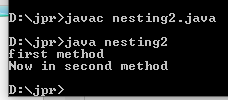 D:\jpr>javac nesting2.java
D:\jpr>java nesting2
first method
Now in second method
D:\jpr>